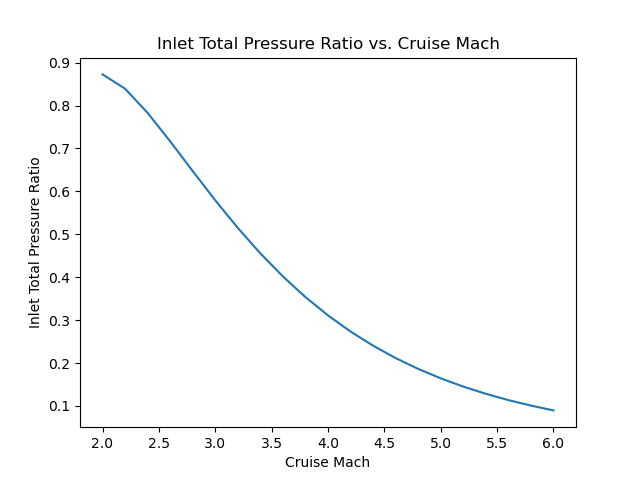 Inlet Total Pressure Ratio vs. Cruise Mach
Inlet Total Pressure Ratio
0.9
0.8
0.7
0.6
0.5
0.4
0.3
0.2
0.1
2.0 2.5 3.0 3.5 4.0 4.5 5.0 5.5 6.0
Cruise Mach